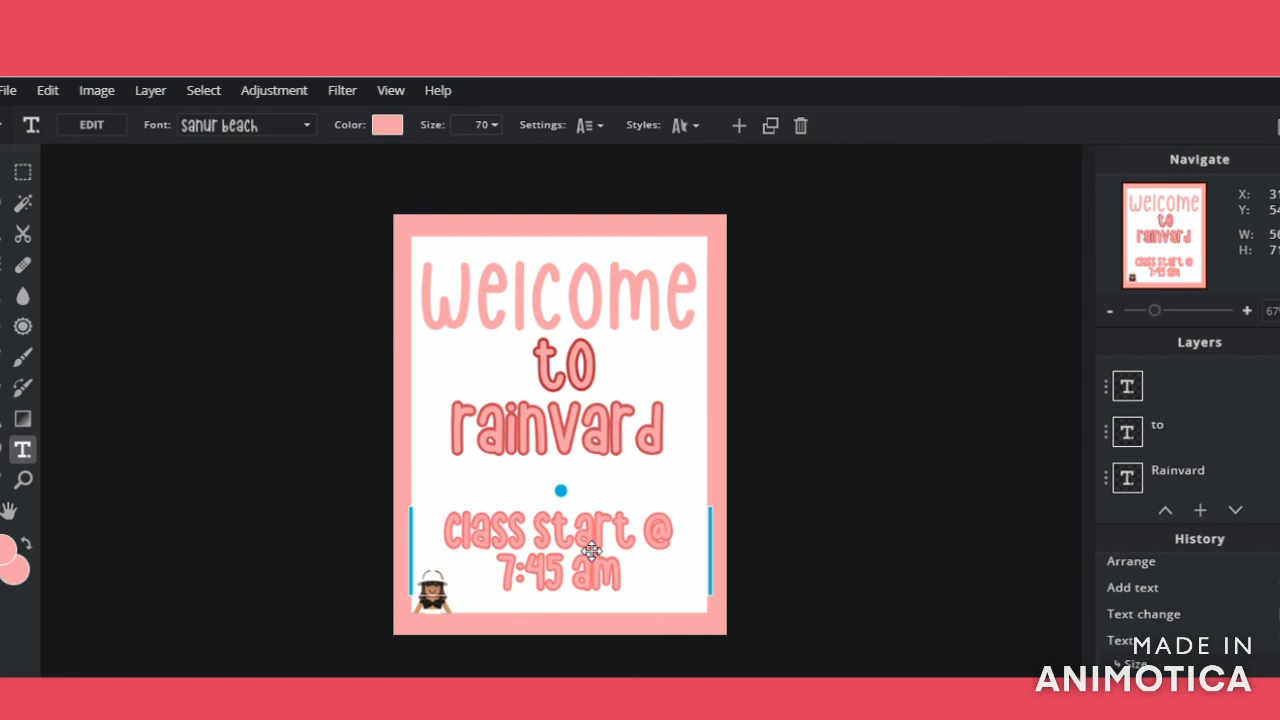 File Edit Image Layer Select Adjustment Filter View Help
T. EDIT Font: sanur beach Color: Size: 70 Settings: Styles:
Navigate
X:
Y:
W:
H:
welcome
to
rainvard
class start @
7:45 am
Layers
to
Rainvard
History
Arrange
Add text
Text change
Text
Size
MADE IN
ANIMOTICA